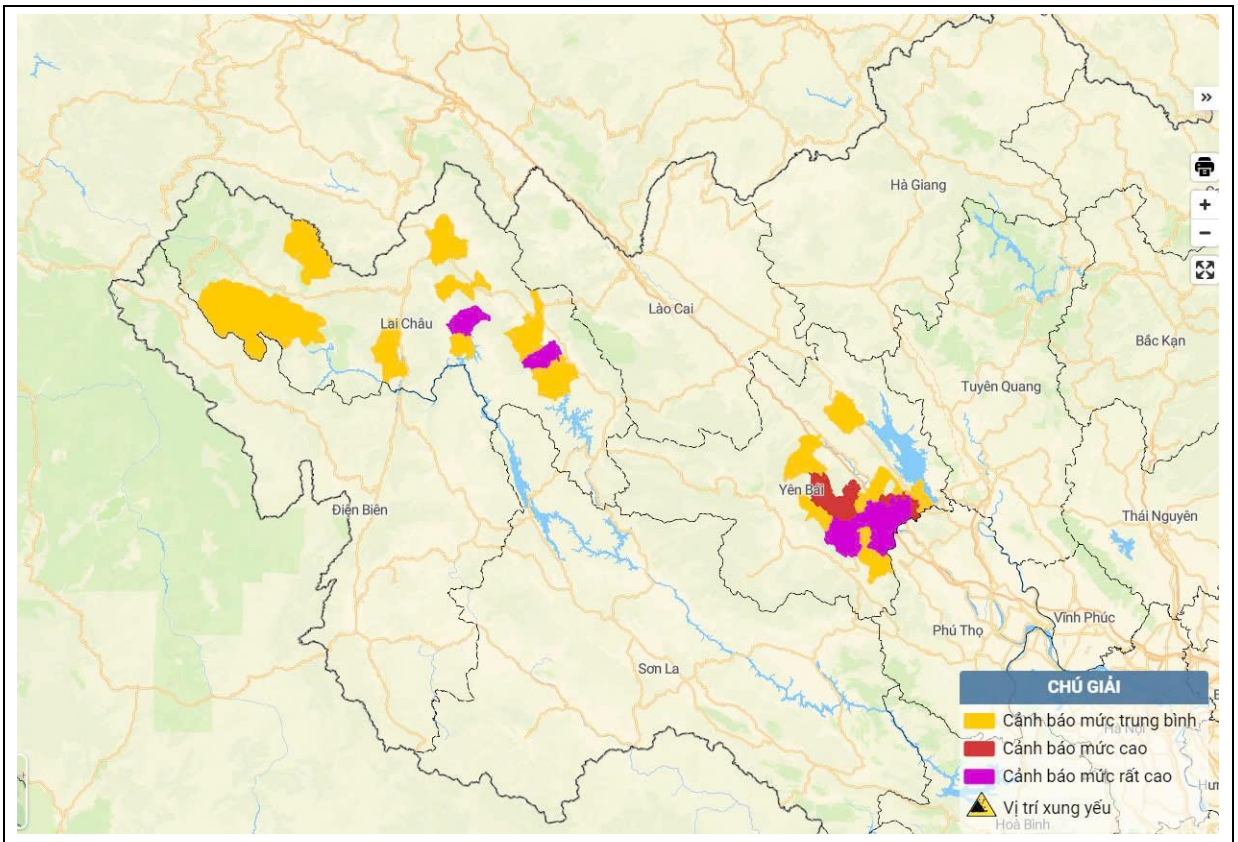 »
Hà Giang
+
−
Lào Cai
Lai Châu
Bắc Kạn
Tuyên Quang
Yên Bái
Điện Biên
Thái Nguyên
Vĩnh Phúc
Phú Thọ
Sơn La
CHÚ GIẢI
Cảnh báo mức trung bình
Hà Nội
Cảnh báo mức cao
Cảnh báo mức rất cao
Vị trí xung yếu
Hoà Bình